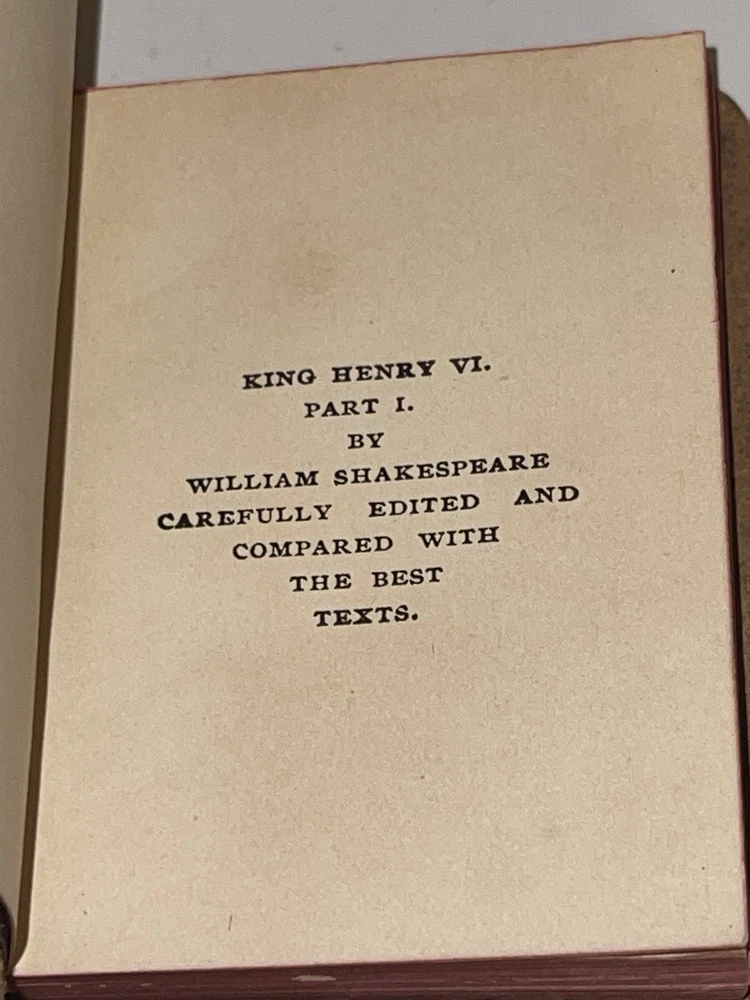 KING HENRY VI.
PART I.
BY
WILLIAM SHAKESPEARE
CAREFULLY EDITED AND
COMPARED WITH
THE BEST
TEXTS.